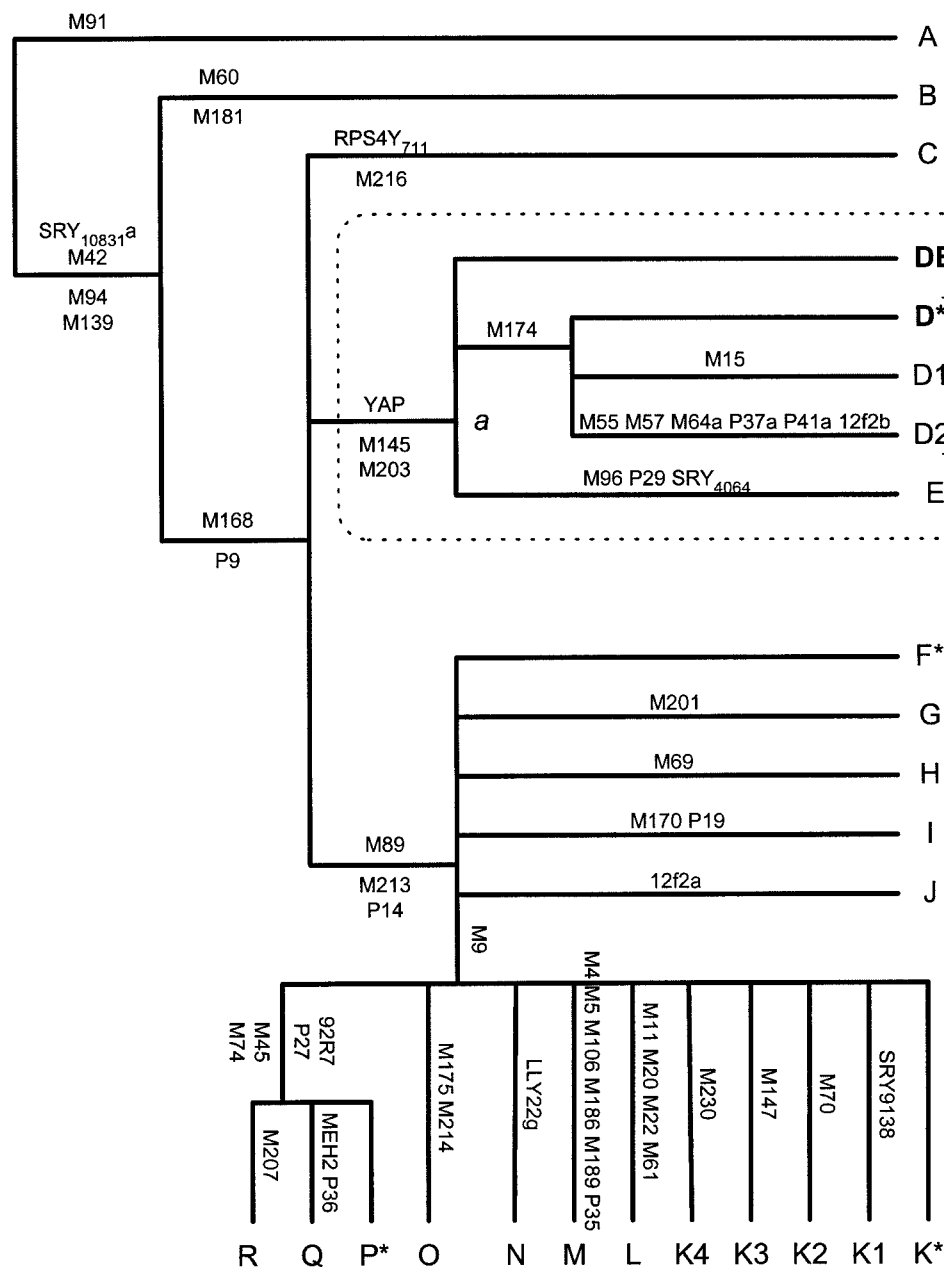 M91
A
M60
M181
B
RPS4Y711
M216
C
SRY10831a
M42
M94
M139
DE
M174
D*
M15
D1
YAP
M145
M203
a
M55 M57 M64a P37a P41a 12f2b
D2
M96 P29 SRY4064
E
M168
P9
F*
M201
G
M69
H
M170 P19
I
M89
M213
P14
12f2a
J
M9
M74
M45
P27
92R7
M207
MEH2 P36
M175 M214
LLY22g
M4 M5 M106 M186 M189 P35
M11 M20 M22 M61
M230
M147
M70
SRY9138
R Q P* O N M L K4 K3 K2 K1 K*